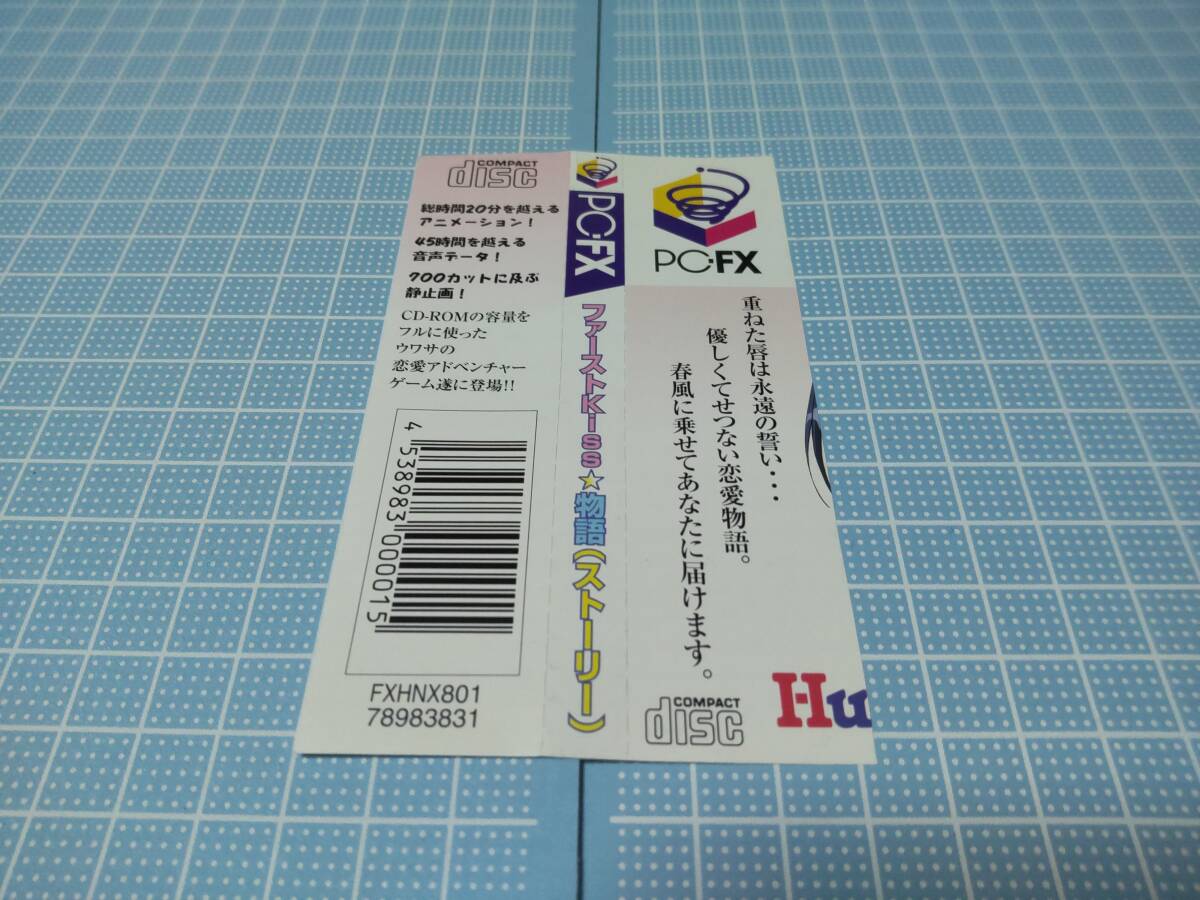 COMPACT
disc
総時間20分を越える
アニメーション!
45時間を越える
音声データ!
700カットに及ぶ
静止画!
CD-ROMの容量を
フルに使った
ウワサの
恋愛アドベンチャー
ゲーム遂に登場!!
4 538983 000015
FXHNX801
78983831
PC-FX
ファーストKiss☆物語(ストーリー)
PC-FX
重ねた唇は永遠の誓い・・・
優しくてせつない恋愛物語。
春風に乗せてあなたに届けます。
COMPACT
disc
Hu